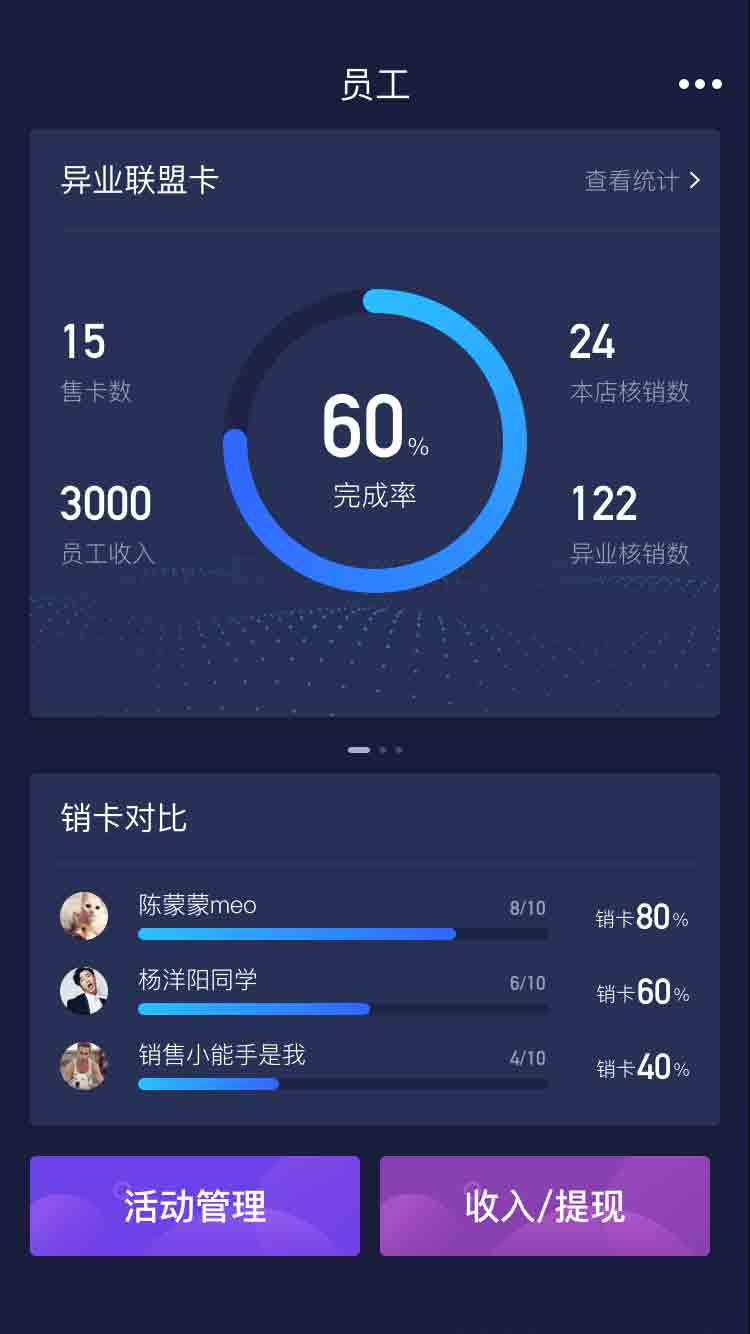 员工
异业联盟卡
查看统计
15
售卡数
24
本店核销数
60%
完成率
3000
员工收入
122
异业核销数
销卡对比
陈蒙蒙meo
8/10
销卡80%
杨洋阳同学
6/10
销卡60%
销售小能手是我
4/10
销卡40%
活动管理
收入/提现